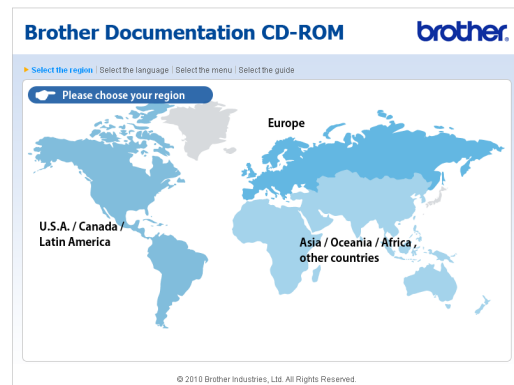 Brother Documentation CD-ROM
brother.
Select the region | Select the language | Select the menu | Select the guide
Please choose your region
Europe
U.S.A. / Canada /
Latin America
Asia / Oceania / Africa ,
other countries
© 2010 Brother Industries, Ltd. All Rights Reserved.